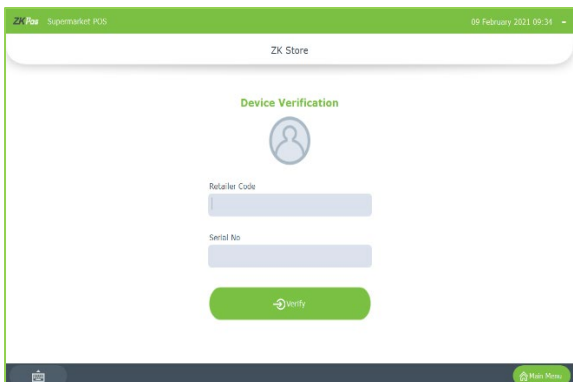 ZKPos Supermarket POS 09 February 2021 09:34 -
ZK Store
Device Verification
Retailer Code
Serial No
Verify
Main Menu